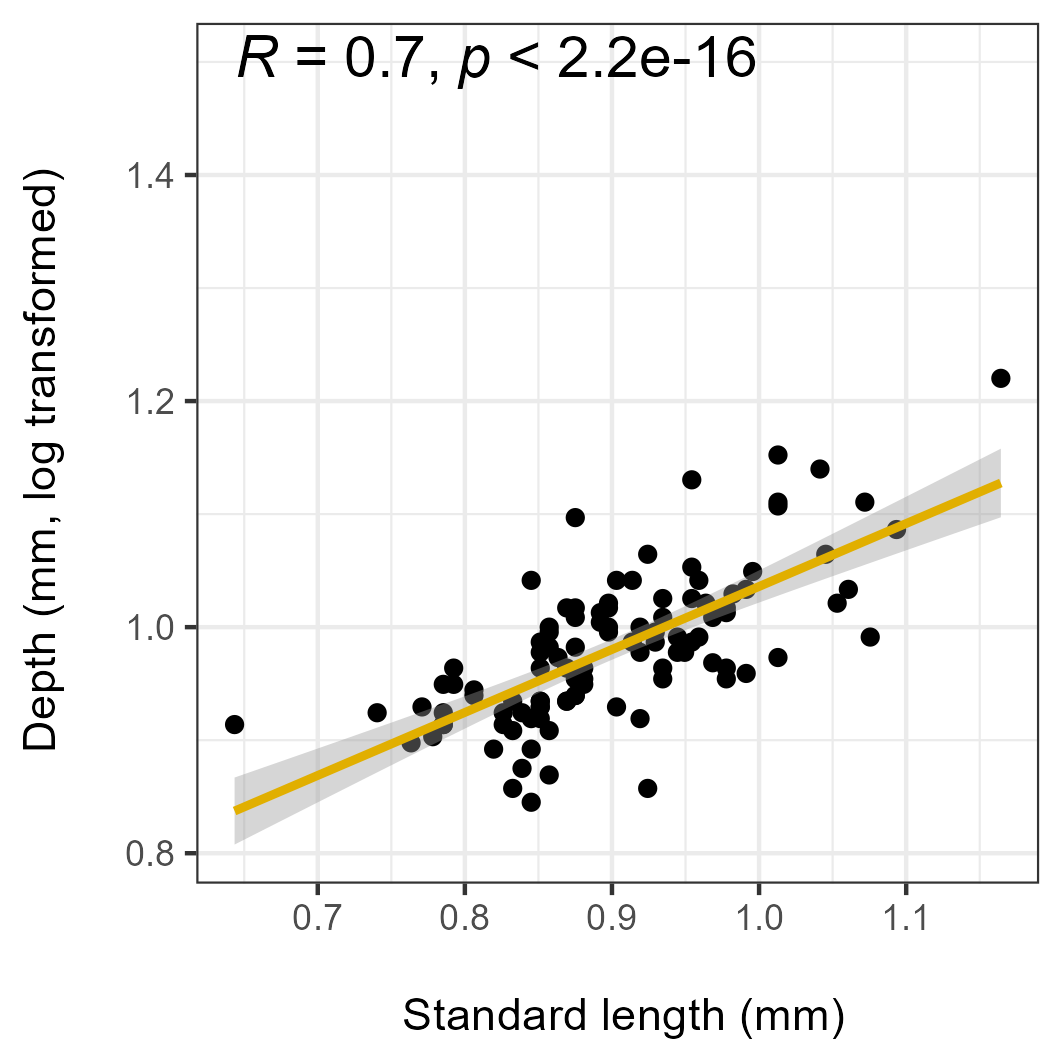 R = 0.7, p < 2.2e-16
Depth (mm, log transformed)
1.4
1.2
1.0
0.8
0.7 0.8 0.9 1.0 1.1
Standard length (mm)